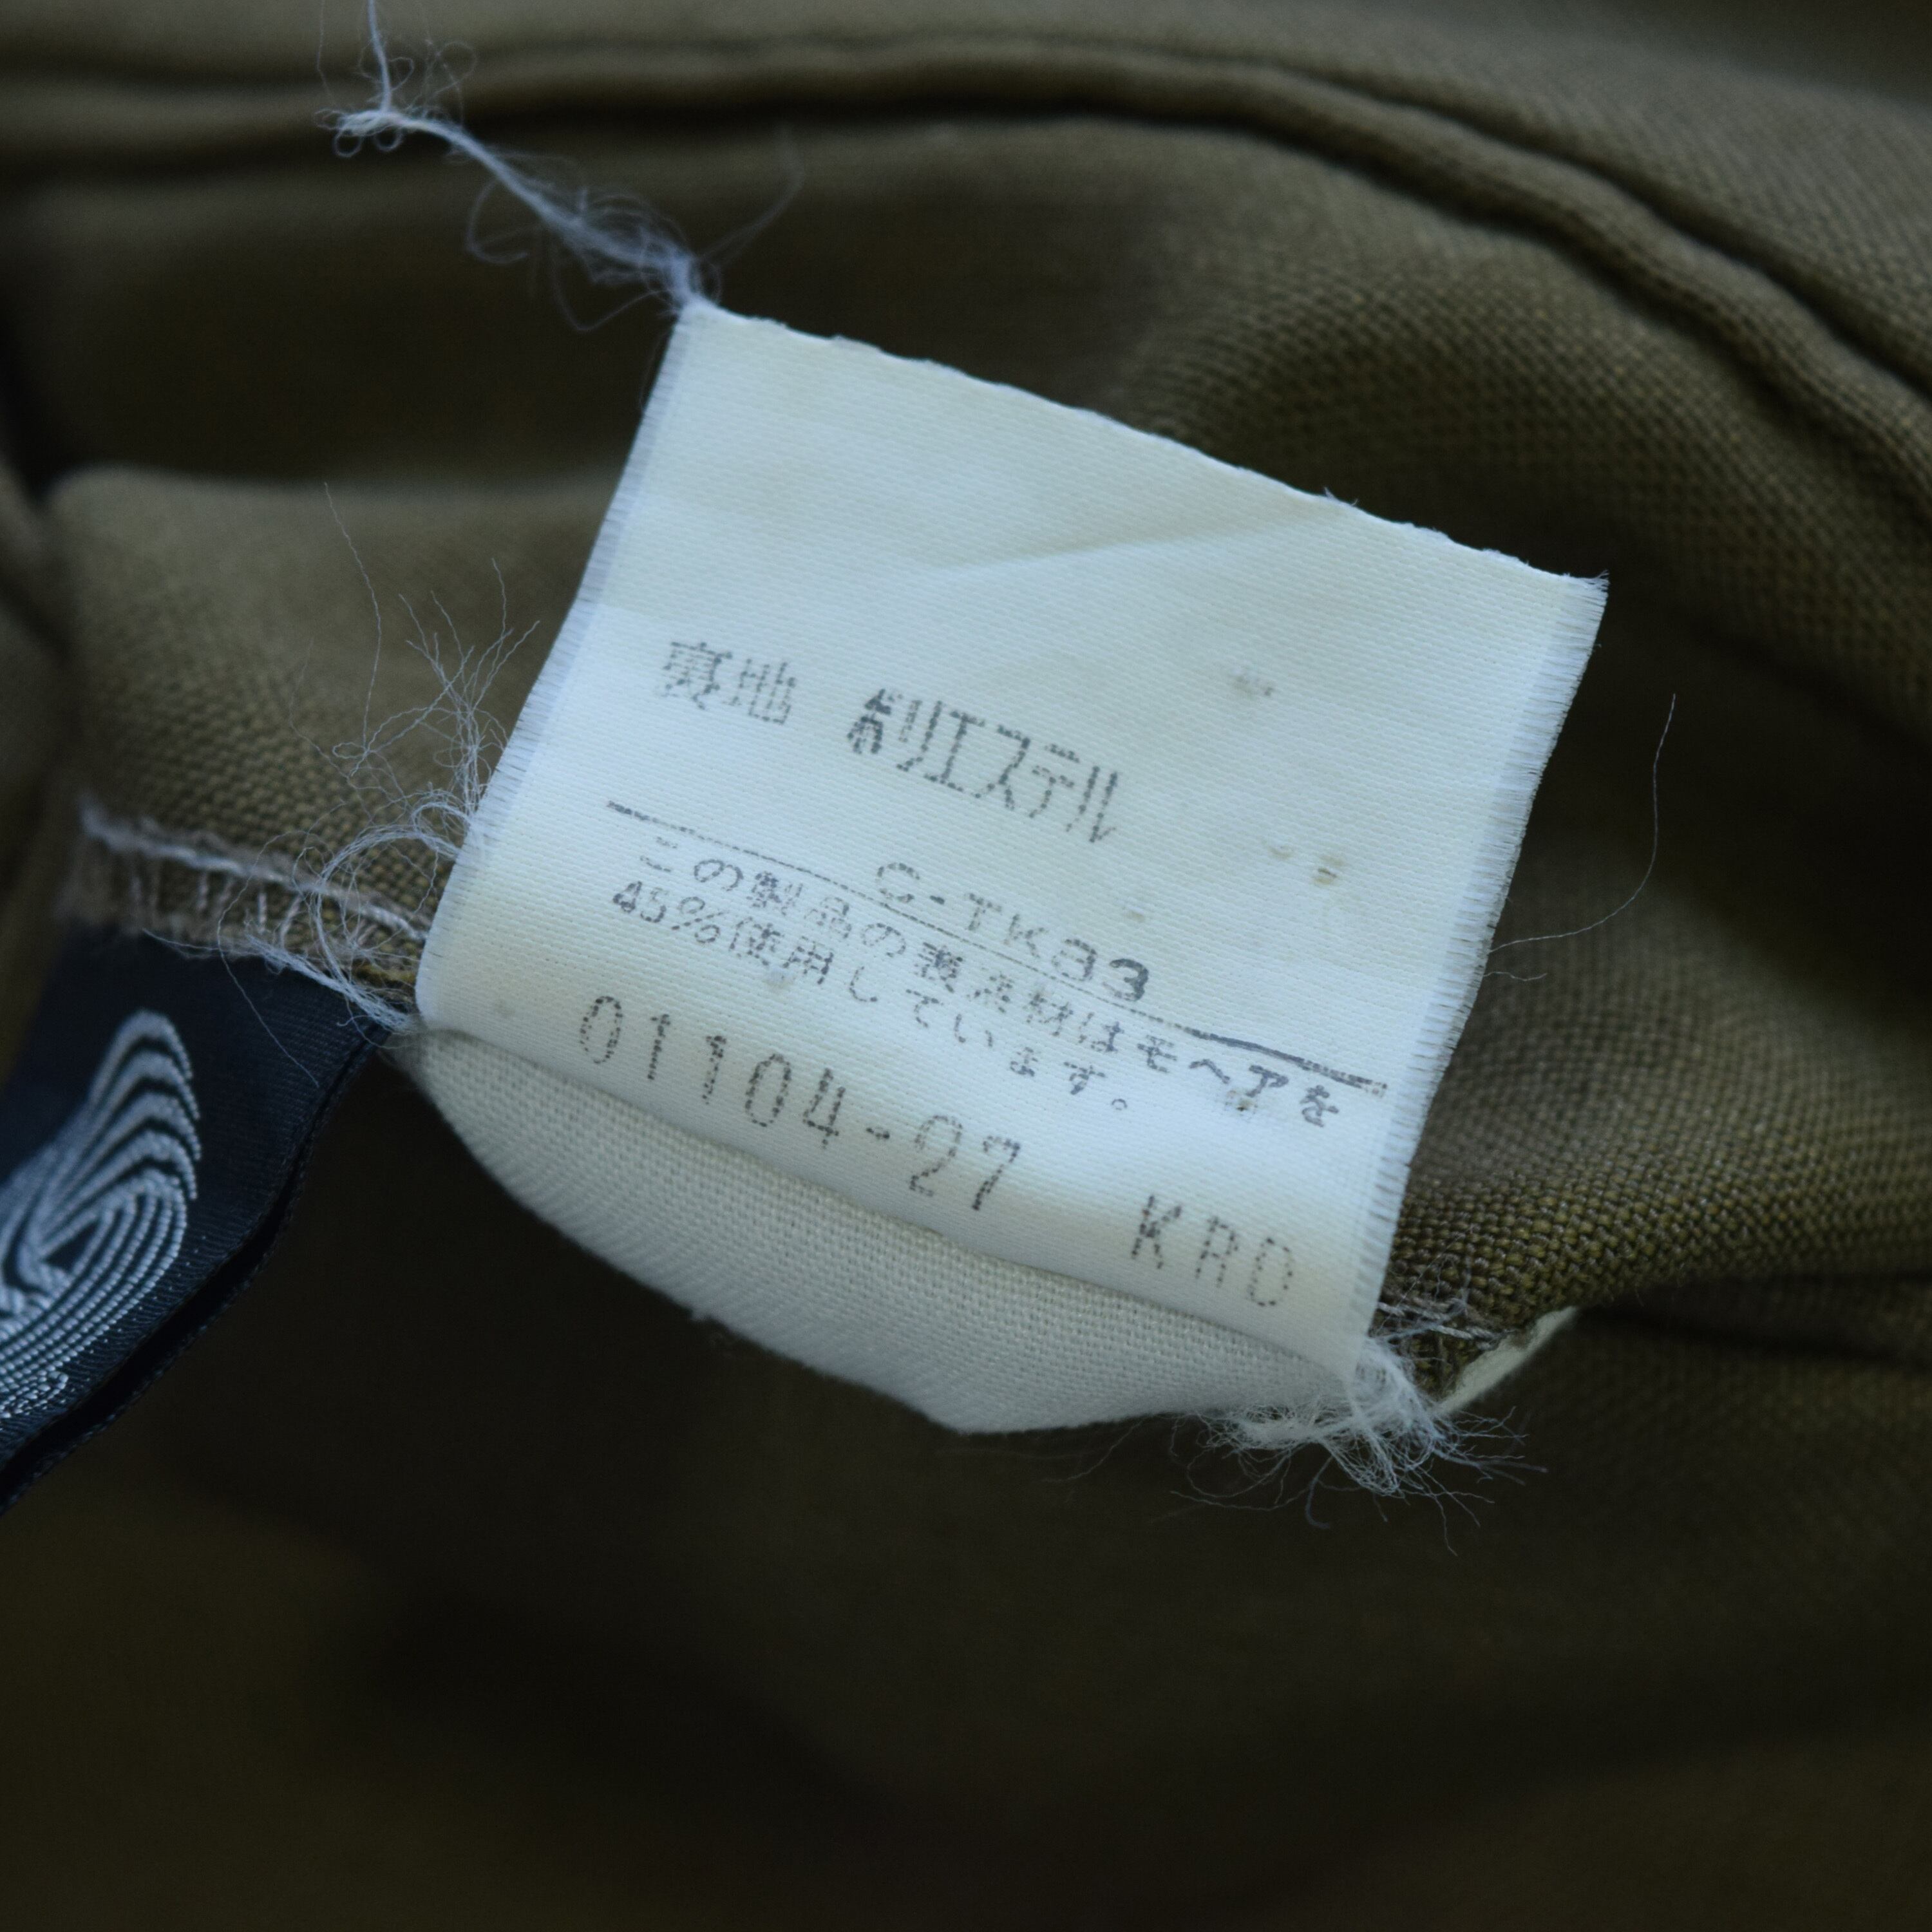 裏地 ポリエステル
C-TK83
この製品の表素材はモヘアを
45%使用しています。
01104-27 KRO